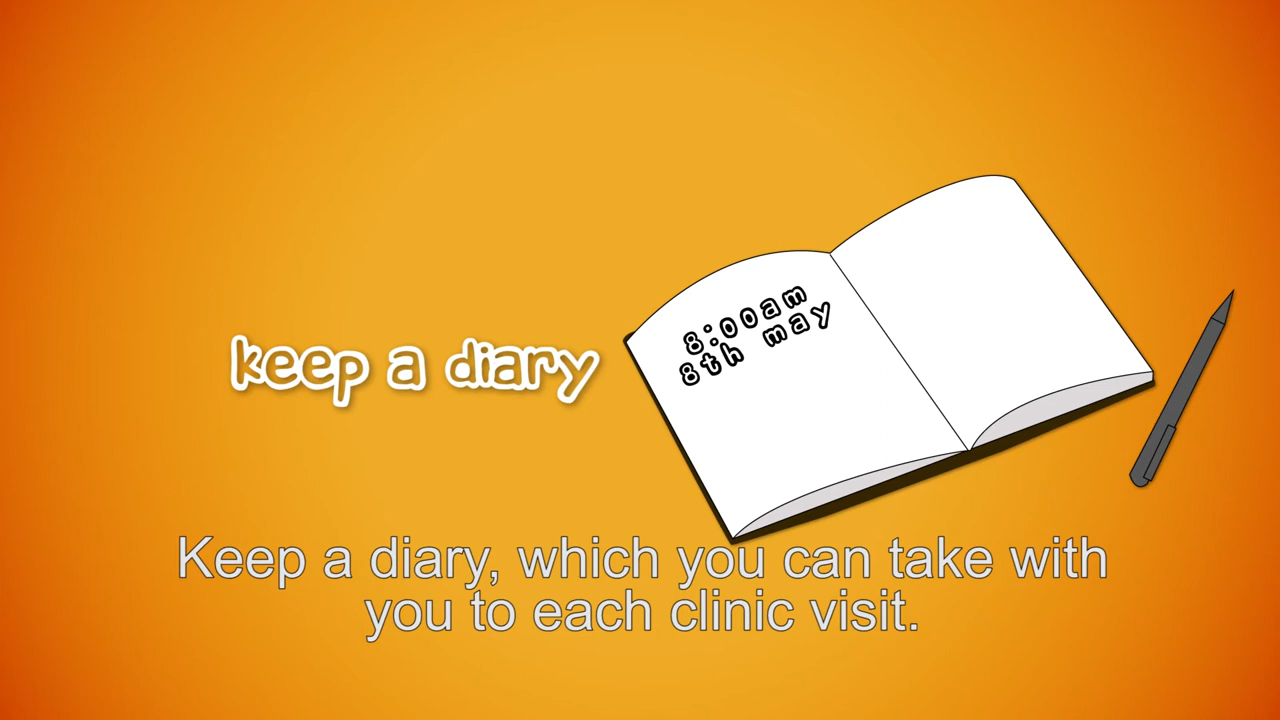 8:00am
8th may
keep a diary
Keep a diary, which you can take with
you to each clinic visit.